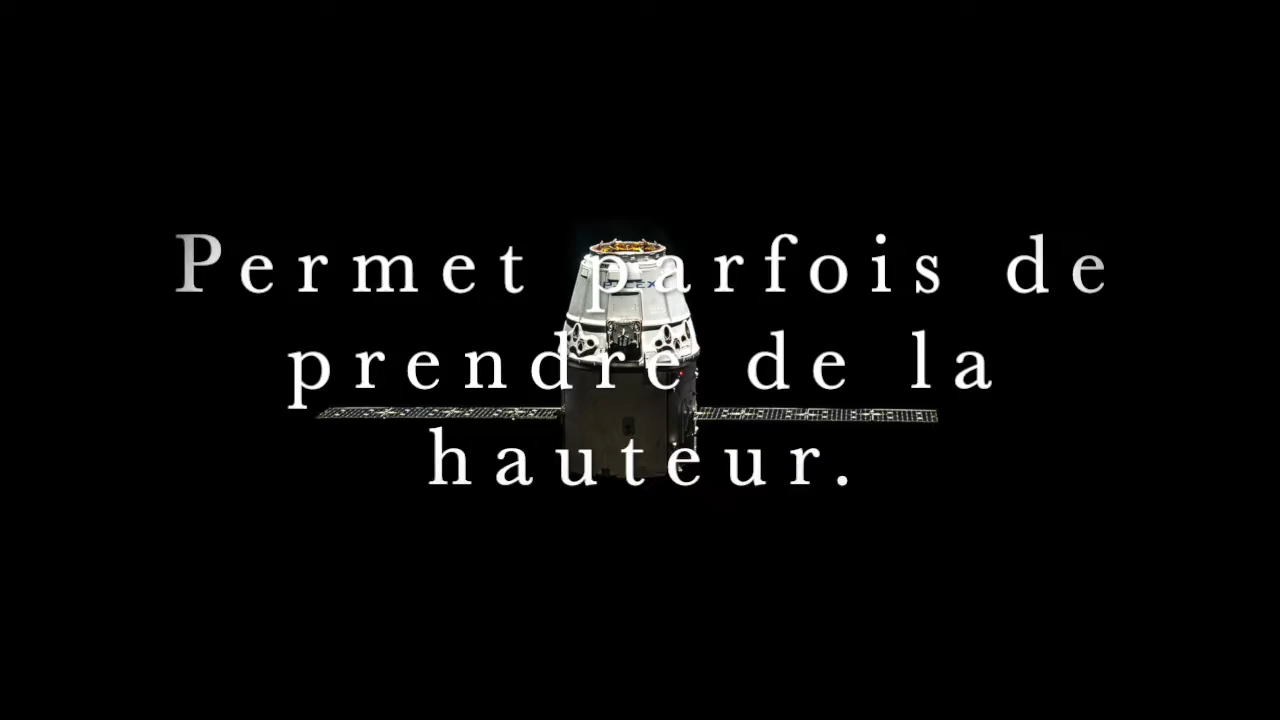 Permet parfois de
prendre de la
hauteur.